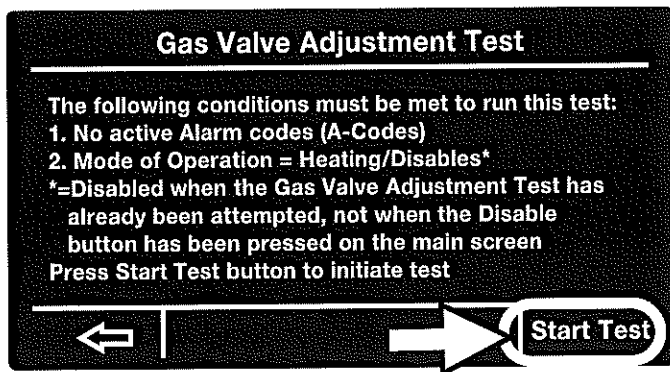 Gas Valve Adjustment Test
The following conditions must be met to run this test:
1. No active Alarm codes (A-Codes)
2. Mode of Operation = Heating/Disables*
*=Disabled when the Gas Valve Adjustment Test has
already been attempted, not when the Disable
button has been pressed on the main screen
Press Start Test button to initiate test
Start Test